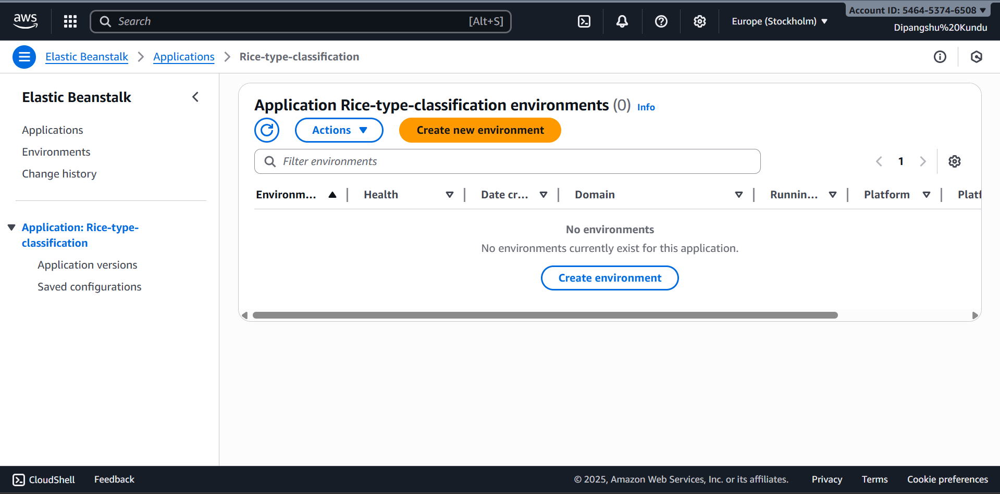 aws
Search [Alt+S]
Europe (Stockholm)
Account ID: 5464-5374-6508
Dipangshu%20Kundu
Elastic Beanstalk
Applications
Rice-type-classification
Elastic Beanstalk
Applications
Environments
Change history
Application: Rice-type-
classification
Application versions
Saved configurations
Application Rice-type-classification environments (0) Info
Actions
Create new environment
Filter environments
1
Environm... Health Date cr... Domain Runnin... Platform Platf
No environments
No environments currently exist for this application.
Create environment
CloudShell
Feedback
© 2025, Amazon Web Services, Inc. or its affiliates.
Privacy
Terms
Cookie preferences